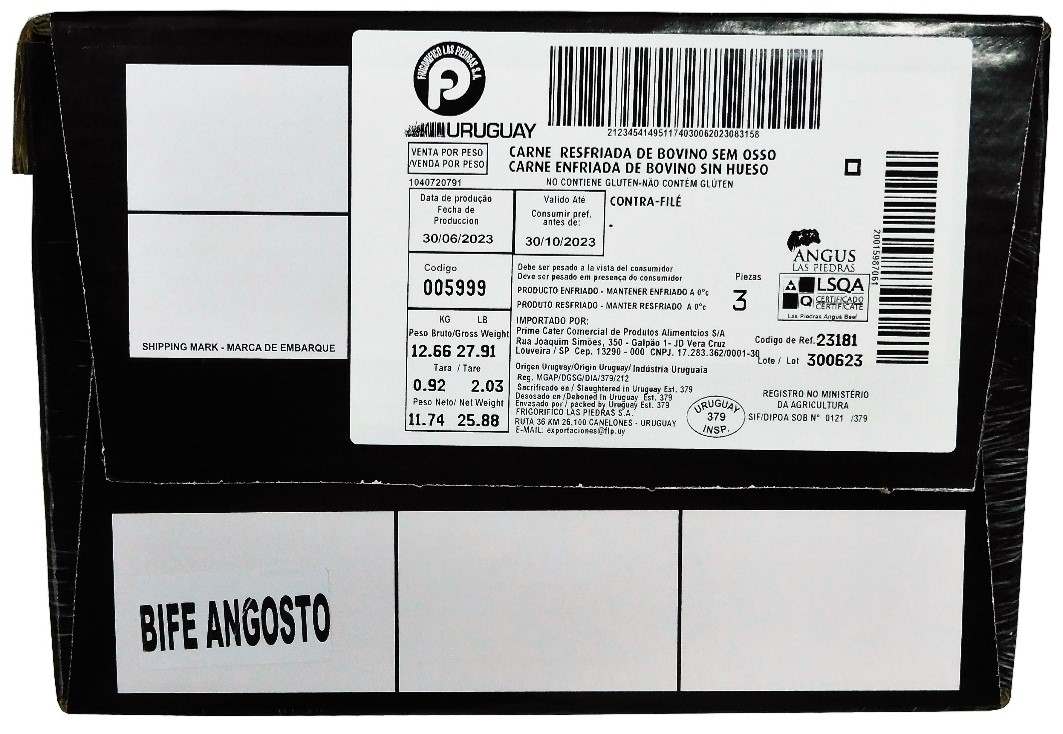 FRIGORIFICO LAS PIEDRAS S.A.
URUGUAY
2123454149511740300620230831 58
VENTA POR PESO
/VENDA POR PESO
CARNE RESFRIADA DE BOVINO SEM OSSO
CARNE ENFRIADA DE BOVINO SIN HUESO
1040720791
NO CONTIENE GLUTEN-NÃO CONTÉM GLÚTEN
Data de produção
Fecha de
Produccion
30/06/2023
Valido Até
Consumir pref.
antes de:
30/10/2023
CONTRA-FILÉ
ANGUS
LAS PIEDRAS
20015987061
Codigo
005999
Debe ser pesado a la vista del consumidor
Deve ser pesado em presença do consumador
PRODUCTO ENFRIADO - MANTENER ENFRIADO A 0°c
PRODUTO RESFRIADO - MANTER RESFRIADO A 0°c
Piezas
3
LSQA
Q CERTIFICADO
CERTIFICATE
Las Piedras Angus Beef
KG LB
Peso Bruto/Gross Weight
12.66 27.91
Tara / Tare
0.92 2.03
Peso Neto/ Net Weight
11.74 25.88
IMPORTADO POR:
Prime Cater Comercial de Produtos Alimentcios S/A
Rua Joaquim Simões, 350 - Galpão 1- JD Vera Cruz
Louveira / SP Cep. 13290 - 000 CNPJ. 17.283.362/0001-30
Codigo de Ref. 23181
Lote / Lot 300623
Origen Uruguay/Origin Uruguay/ Indústria Uruguaia
Reg. MGAP/DGSG/DIA/379/212
Sacrificado en / Slaughtered in Uruguay Est. 379
Desosado en /Deboned in Uruguay Est. 379
Envasado por / packed by Uruguay Est. 379
FRIGORIFICO LAS PIEDRAS S.A.
RUTA 36 KM 26,100 CANELONES - URUGUAY
E-MAIL: exportaciones@flp.uy
URUGUAY
379
INSP.
REGISTRO NO MINISTÉRIO
DA AGRICULTURA
SIF/DIPOA SOB N° 0121 /379
SHIPPING MARK - MARCA DE EMBARQUE
BIFE ANGOSTO